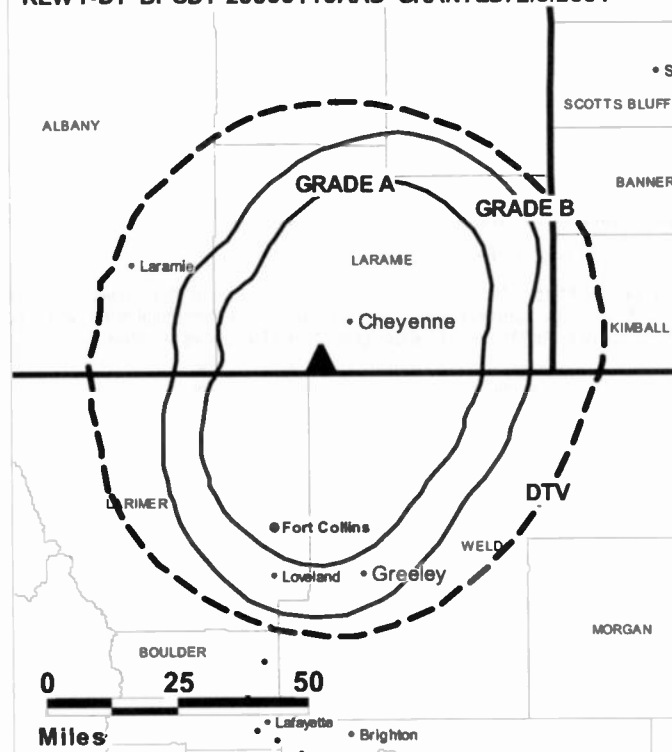 ALBANY
SCOTTS BLUFF
BANNER
GRADE A
GRADE B
Laramie
LARAMIE
Cheyenne
KIMBALL
DTV
LARIMER
Fort Collins
WELD
Loveland
Greeley
MORGAN
BOULDER
0 25 50
Miles
Lafayette
Brighton